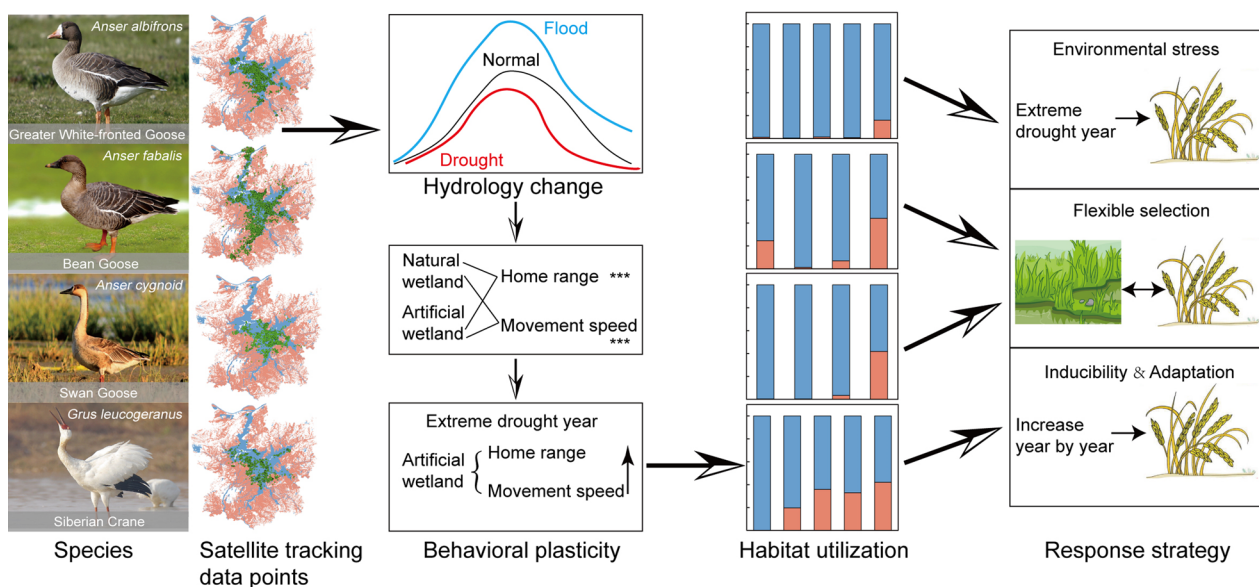 Anser albifrons
Greater White-fronted Goose
Anser fabalis
Bean Goose
Anser cygnoid
Swan Goose
Grus leucogeranus
Siberian Crane
Species
Satellite tracking
data points
Flood
Normal
Drought
Hydrology change
Natural
wetland
Artificial
wetland
Home range ***
Movement speed
***
Extreme drought year
Artificial
wetland
{
Home range
Movement speed
Behavioral plasticity
Habitat utilization
Environmental stress
Extreme
drought year
Flexible selection
Inducibility & Adaptation
Increase
year by year
Response strategy